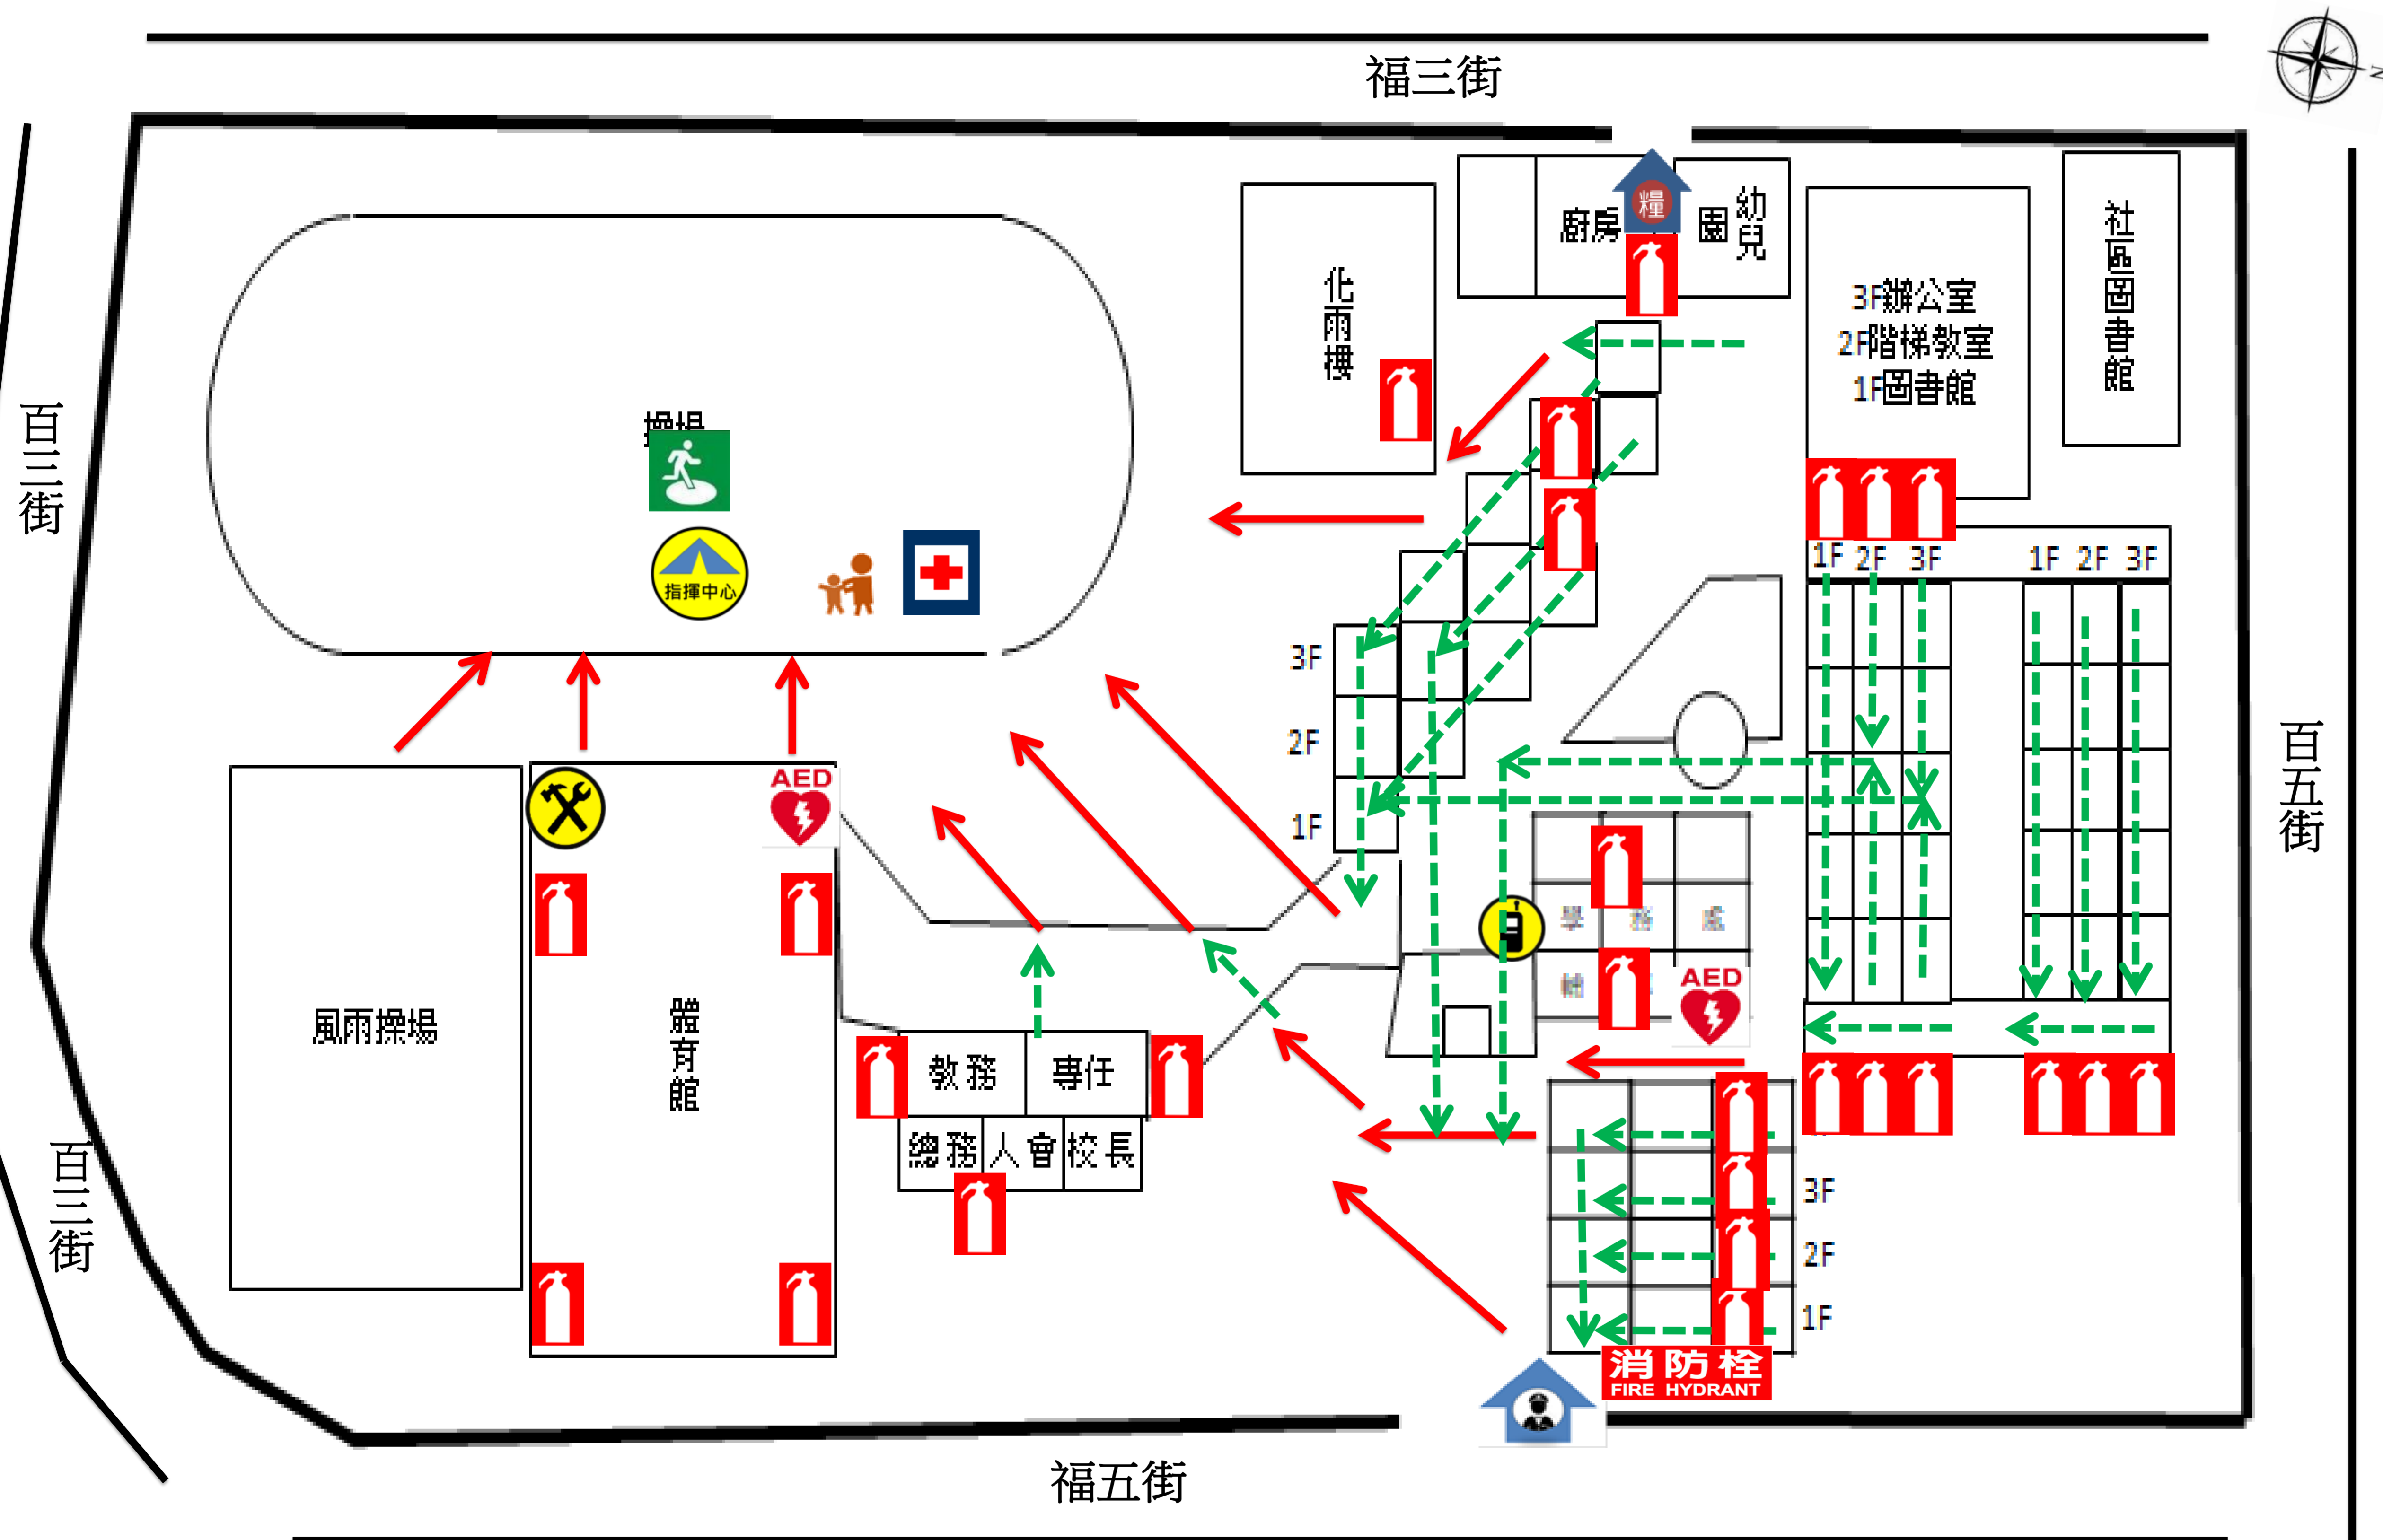 福三街
N
糧
廚房
幼兒園
社區圖書館
化雨樓
3F辦公室
2F階梯教室
1F圖書館
百三街
操場
指揮中心
1F 2F 3F
1F 2F 3F
3F
2F
1F
百五街
AED
學務處
輔
AED
風雨操場
體育館
教務
專任
總務
人會
校長
3F
2F
1F
百三街
消防栓
FIRE HYDRANT
福五街